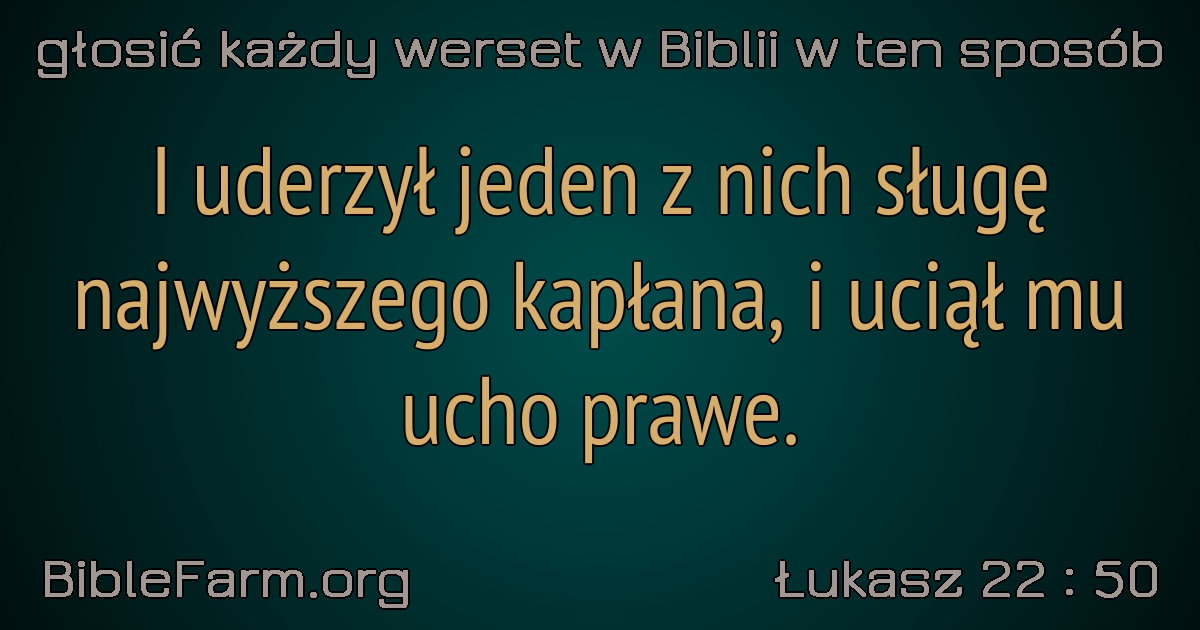 głosić każdy werset w Biblii w ten sposób
I uderzył jeden z nich sługę
najwyższego kapłana, i uciął mu
ucho prawe.
BibleFarm.org
Łukasz 22 : 50